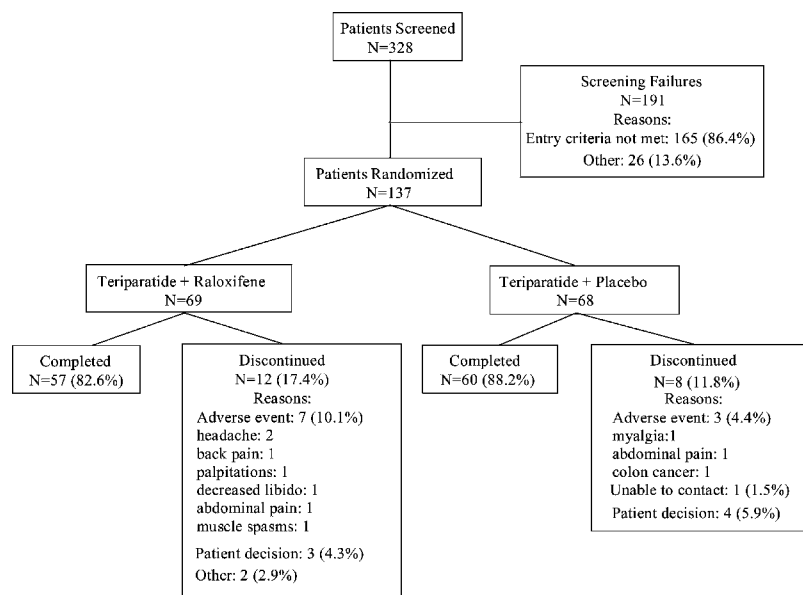 Patients Screened
N=328
Screening Failures
N=191
Reasons:
Entry criteria not met: 165 (86.4%)
Other: 26 (13.6%)
Patients Randomized
N=137
Teriparatide + Raloxifene
N=69
Teriparatide + Placebo
N=68
Completed
N=57 (82.6%)
Discontinued
N=12 (17.4%)
Reasons:
Adverse event: 7 (10.1%)
headache: 2
back pain: 1
palpitations: 1
decreased libido: 1
abdominal pain: 1
muscle spasms: 1
Patient decision: 3 (4.3%)
Other: 2 (2.9%)
Completed
N=60 (88.2%)
Discontinued
N=8 (11.8%)
Reasons:
Adverse event: 3 (4.4%)
myalgia:1
abdominal pain: 1
colon cancer: 1
Unable to contact: 1 (1.5%)
Patient decision: 4 (5.9%)